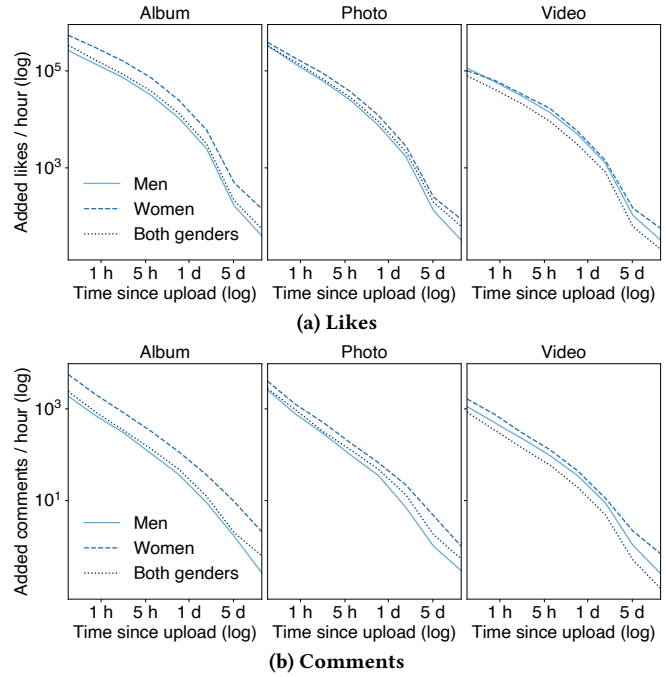 Album Photo Video
Added likes / hour (log)
10^5
10^3
Men
Women
Both genders
1 h 5 h 1 d 5 d 1 h 5 h 1 d 5 d 1 h 5 h 1 d 5 d
Time since upload (log) Time since upload (log) Time since upload (log)
(a) Likes
Album Photo Video
Added comments / hour (log)
10^3
10^1
Men
Women
Both genders
1 h 5 h 1 d 5 d 1 h 5 h 1 d 5 d 1 h 5 h 1 d 5 d
Time since upload (log) Time since upload (log) Time since upload (log)
(b) Comments